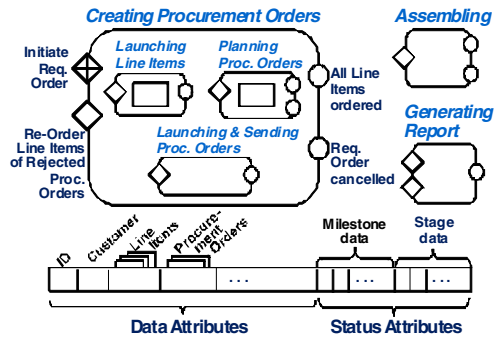 Creating Procurement Orders
Assembling
Initiate
Req.
Order
Launching
Line Items
Planning
Proc. Orders
All Line
Items
ordered
Re-Order
Line Items
of Rejected
Proc.
Orders
Launching & Sending
Proc. Orders
Req.
Order
cancelled
Generating
Report
ID
Customer
Line
Items
Procure-
ment
Orders
Milestone
data
Stage
data
...
...
...
Data Attributes
Status Attributes